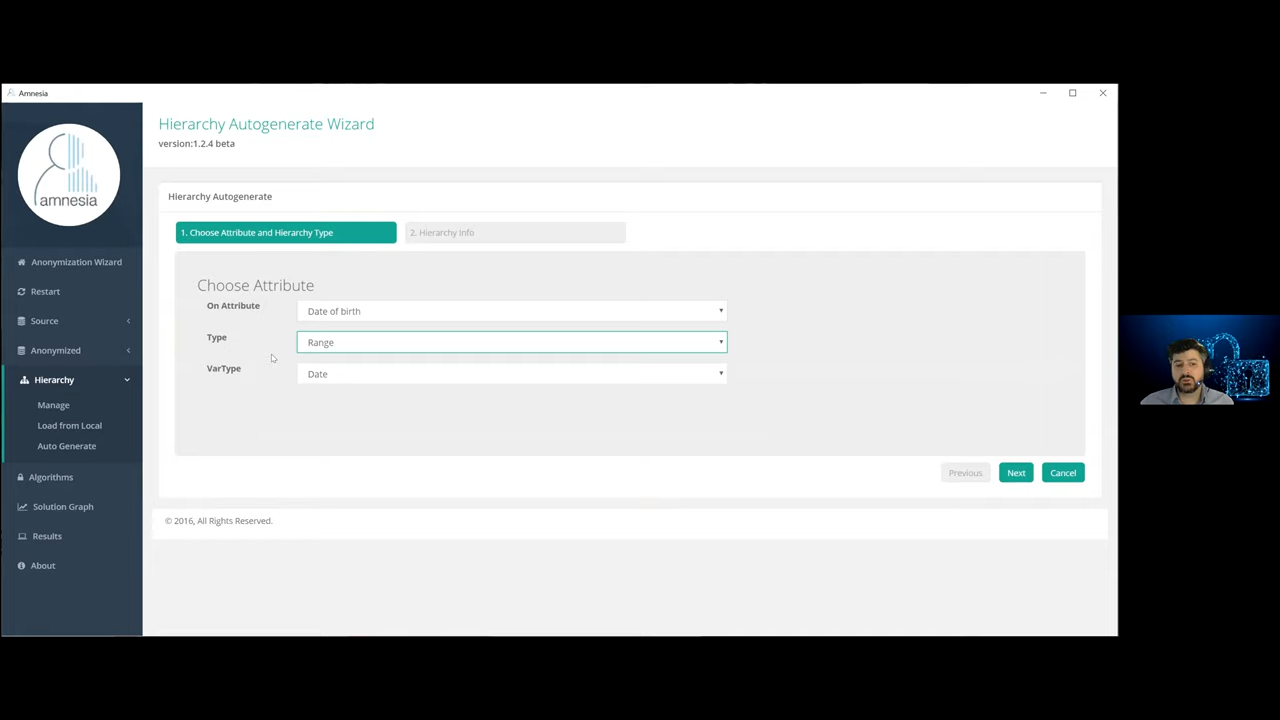 Amnesia
amnesia
Anonymization Wizard
Restart
Source
Anonymized
Hierarchy
Manage
Load from Local
Auto Generate
Algorithms
Solution Graph
Results
About
Hierarchy Autogenerate Wizard
version:1.2.4 beta
Hierarchy Autogenerate
1. Choose Attribute and Hierarchy Type
2. Hierarchy Info
Choose Attribute
On Attribute Date of birth
Type Range
VarType Date
Previous Next Cancel
© 2016, All Rights Reserved.